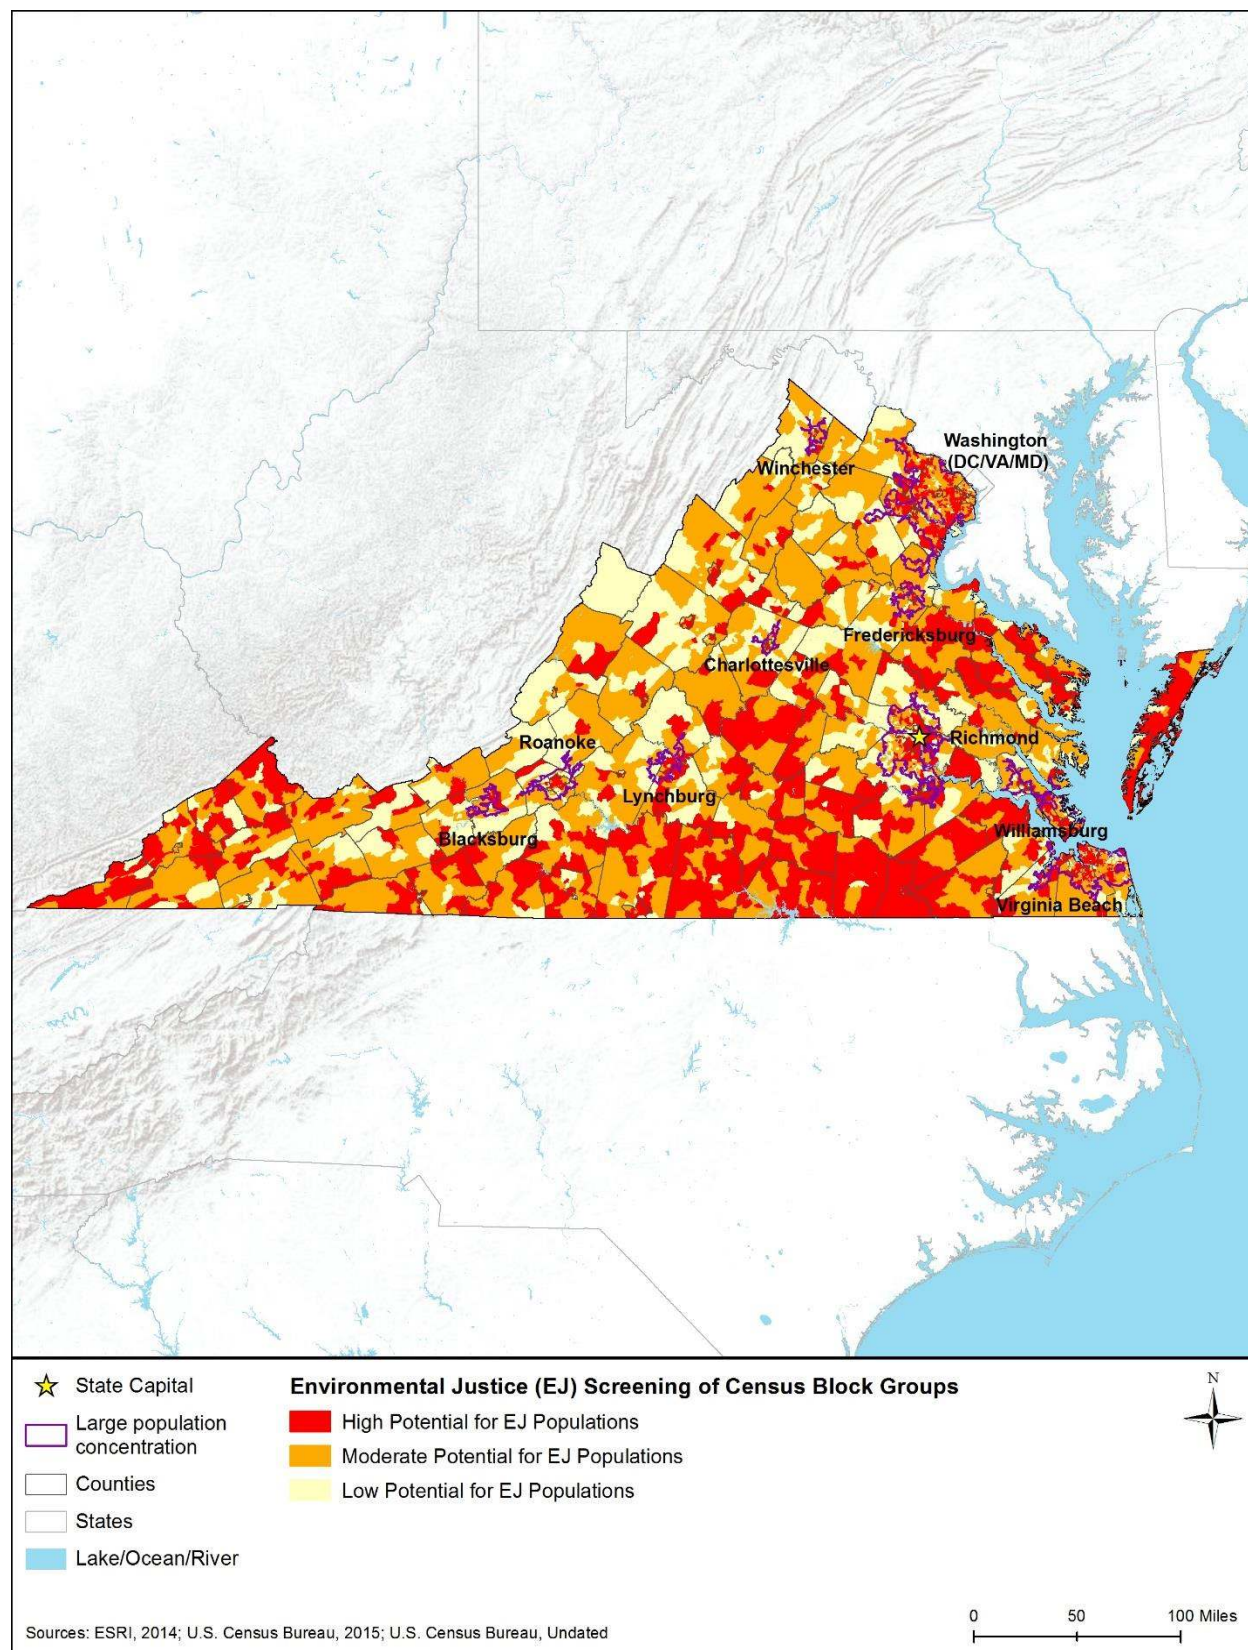 Washington
(DC/VA/MD)
Winchester
Fredericksburg
Charlottesville
Richmond
Roanoke
Lynchburg
Blacksburg
Williamsburg
Virginia Beach
State Capital
Large population
concentration
Counties
States
Lake/Ocean/River
Environmental Justice (EJ) Screening of Census Block Groups
High Potential for EJ Populations
Moderate Potential for EJ Populations
Low Potential for EJ Populations
N
0 50 100 Miles
Sources: ESRI, 2014; U.S. Census Bureau, 2015; U.S. Census Bureau, Undated